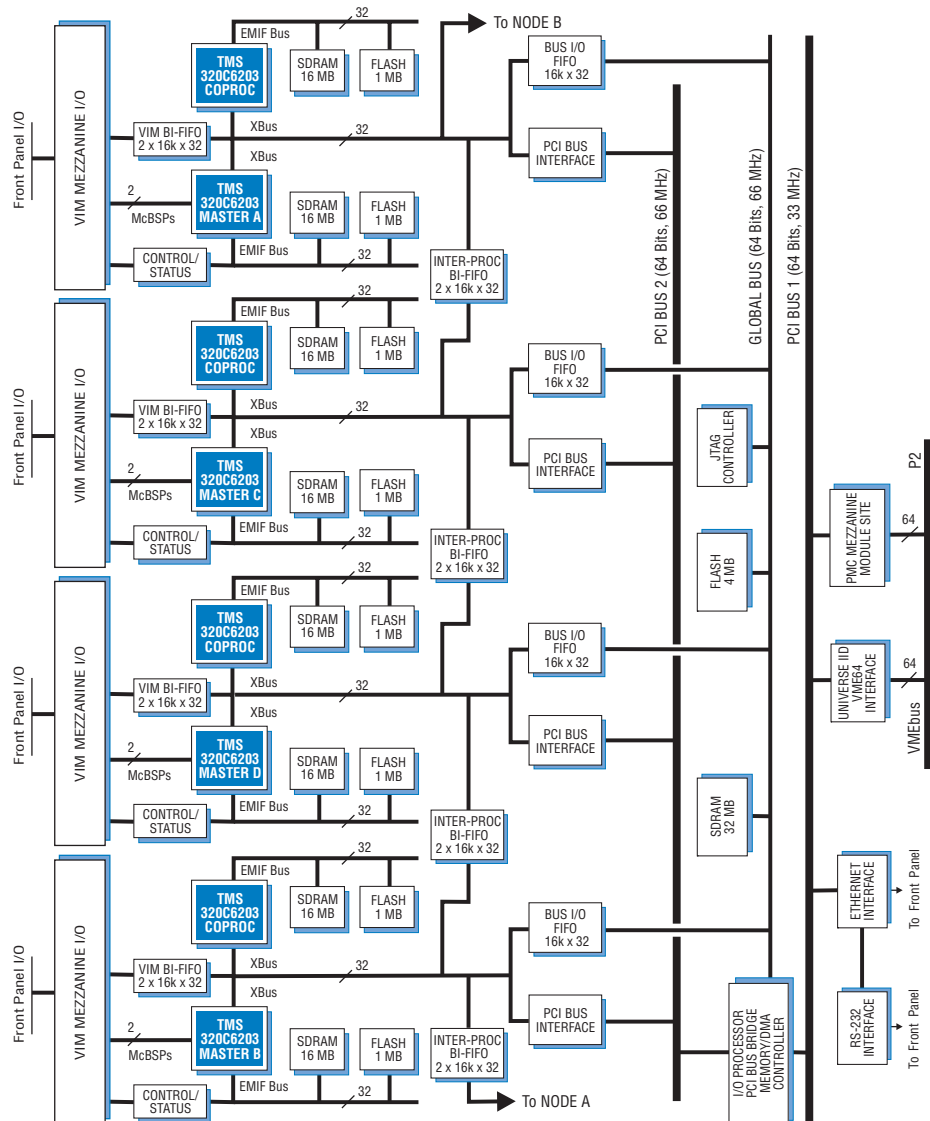 To NODE B
Front Panel I/O
VIM MEZZANINE I/O
EMIF Bus
32
TMS
320C6203
COPROC
SDRAM
16 MB
FLASH
1 MB
BUS I/O
FIFO
16k x 32
VIM BI-FIFO
2 x 16k x 32
XBus
32
XBus
PCI BUS
INTERFACE
2
McBSPs
TMS
320C6203
MASTER A
SDRAM
16 MB
FLASH
1 MB
CONTROL/
STATUS
EMIF Bus
32
INTER-PROC
BI-FIFO
2 x 16k x 32
PCI BUS 2 (64 Bits, 66 MHz)
GLOBAL BUS (64 Bits, 66 MHz)
PCI BUS 1 (64 Bits, 33 MHz)
Front Panel I/O
VIM MEZZANINE I/O
EMIF Bus
32
TMS
320C6203
COPROC
SDRAM
16 MB
FLASH
1 MB
BUS I/O
FIFO
16k x 32
VIM BI-FIFO
2 x 16k x 32
XBus
32
XBus
PCI BUS
INTERFACE
2
McBSPs
TMS
320C6203
MASTER C
SDRAM
16 MB
FLASH
1 MB
CONTROL/
STATUS
EMIF Bus
32
INTER-PROC
BI-FIFO
2 x 16k x 32
JTAG
CONTROLLER
FLASH
4 MB
PMC MEZZANINE
MODULE SITE
64
P2
Front Panel I/O
VIM MEZZANINE I/O
EMIF Bus
32
TMS
320C6203
COPROC
SDRAM
16 MB
FLASH
1 MB
BUS I/O
FIFO
16k x 32
VIM BI-FIFO
2 x 16k x 32
XBus
32
XBus
PCI BUS
INTERFACE
2
McBSPs
TMS
320C6203
MASTER D
SDRAM
16 MB
FLASH
1 MB
CONTROL/
STATUS
EMIF Bus
32
INTER-PROC
BI-FIFO
2 x 16k x 32
SDRAM
32 MB
UNIVERSE IID
VME64
INTERFACE
64
VMEbus
Front Panel I/O
VIM MEZZANINE I/O
EMIF Bus
32
TMS
320C6203
COPROC
SDRAM
16 MB
FLASH
1 MB
BUS I/O
FIFO
16k x 32
VIM BI-FIFO
2 x 16k x 32
XBus
32
XBus
PCI BUS
INTERFACE
2
McBSPs
TMS
320C6203
MASTER B
SDRAM
16 MB
FLASH
1 MB
CONTROL/
STATUS
EMIF Bus
32
INTER-PROC
BI-FIFO
2 x 16k x 32
To NODE A
I/O PROCESSOR
PCI BUS BRIDGE
MEMORY/DMA
CONTROLLER
ETHERNET
INTERFACE
To Front Panel
RS-232
INTERFACE
To Front Panel